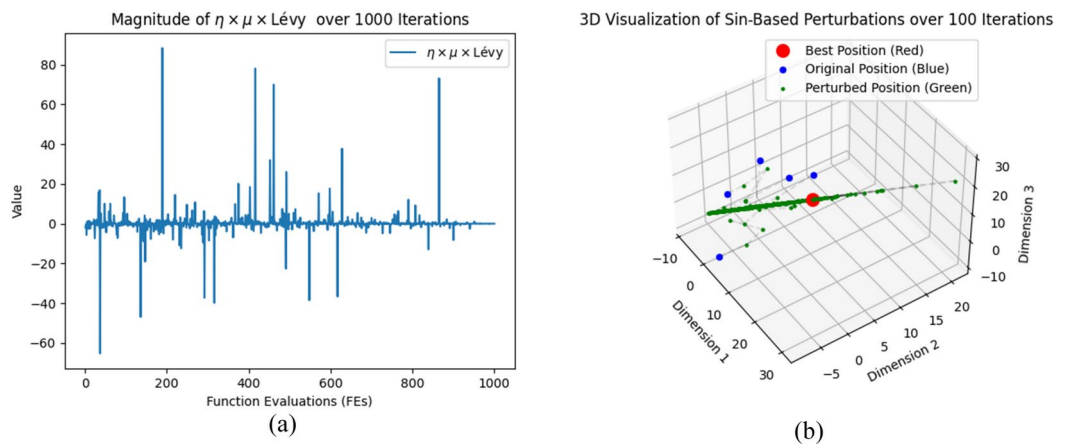 Magnitude of η × μ × Lévy over 1000 Iterations
η × μ × Lévy
80
60
40
20
0
−20
−40
−60
Value
0
200
400
600
800
1000
Function Evaluations (FEs)
(a)
3D Visualization of Sin-Based Perturbations over 100 Iterations
Best Position (Red)
Original Position (Blue)
Perturbed Position (Green)
−10
0
10
20
30
Dimension 1
−5
0
5
10
15
20
Dimension 2
30
20
10
0
−10
Dimension 3
(b)